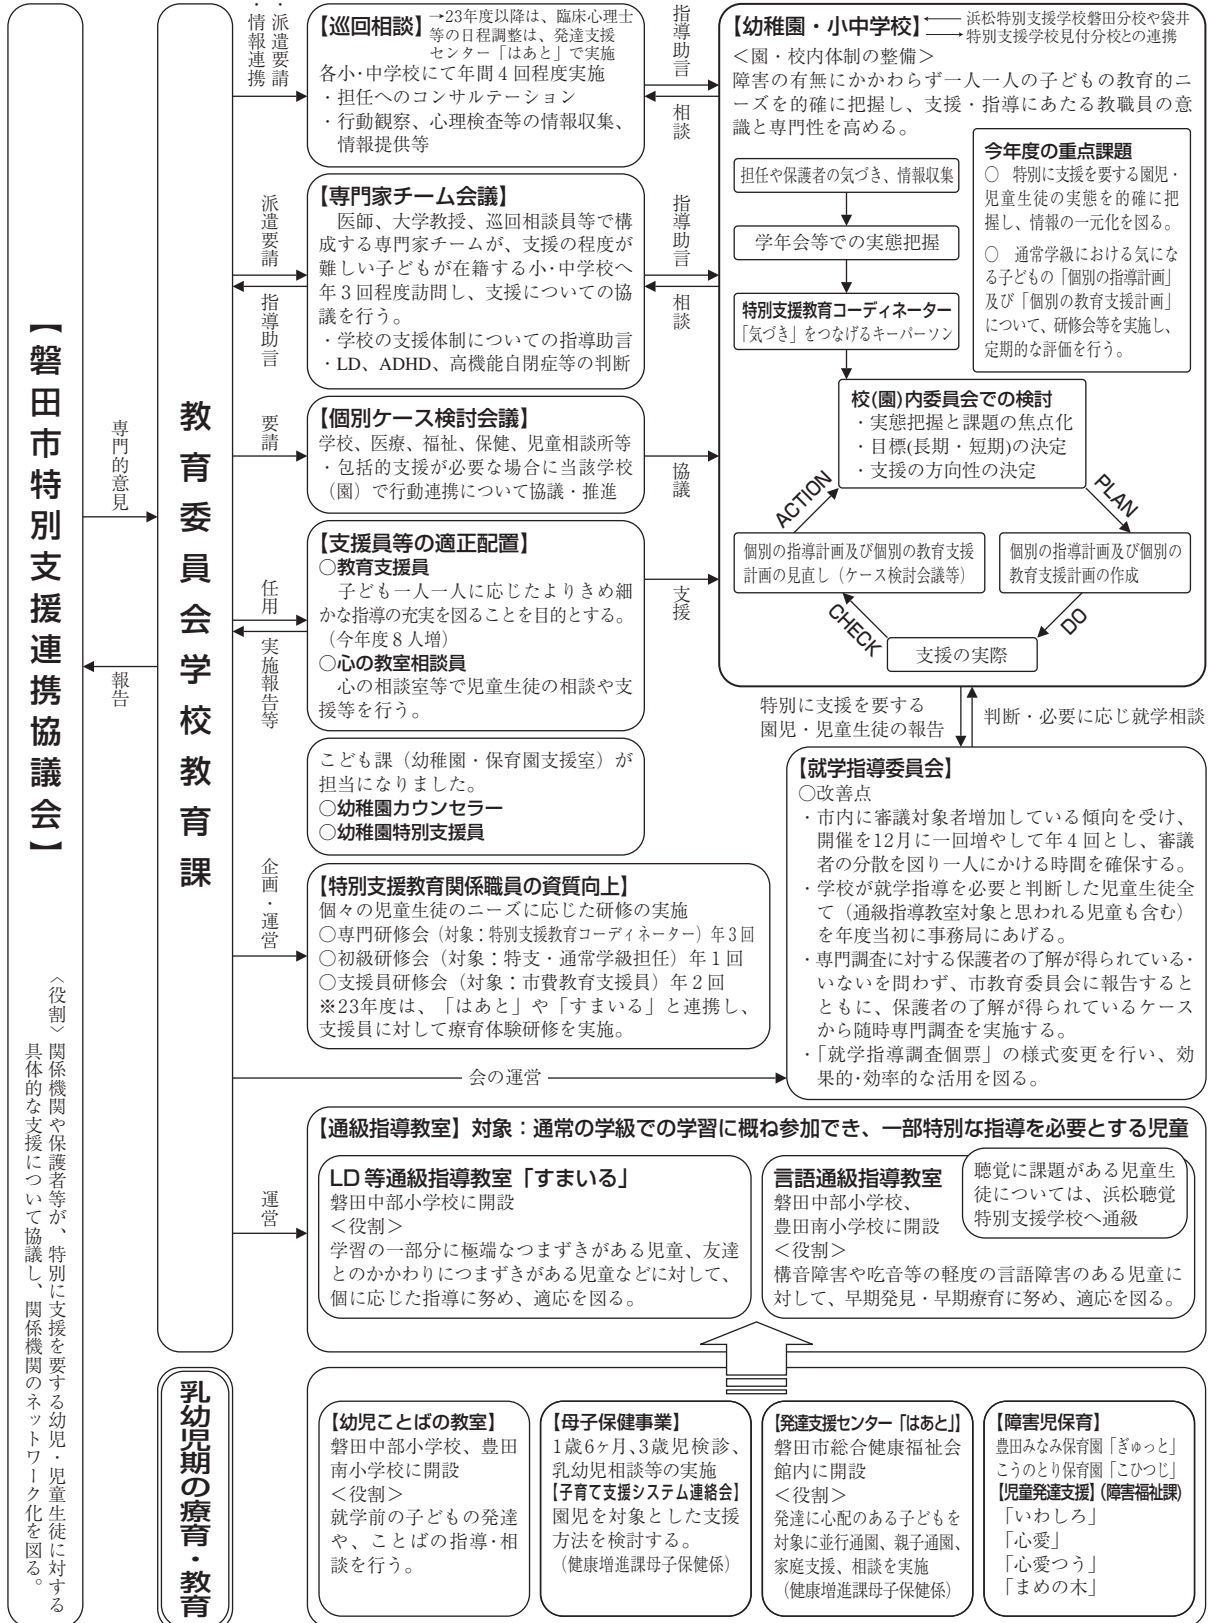 【磐田市特別支援連携協議会】
〈役割〉関係機関や保護者等が、特別に支援を要する幼児・児童生徒に対する
具体的な支援について協議し、関係機関のネットワーク化を図る。
専門的意見
報告
教育委員会学校教育課
・派遣要請
・情報連携
【巡回相談】→23年度以降は、臨床心理士
等の日程調整は、発達支援
センター「はあと」で実施
各小・中学校にて年間4回程度実施
・担任へのコンサルテーション
・行動観察、心理検査等の情報収集、
情報提供等
指導助言
相談
派遣要請
指導助言
【専門家チーム会議】
医師、大学教授、巡回相談員等で構
成する専門家チームが、支援の程度が
難しい子どもが在籍する小・中学校へ
年3回程度訪問し、支援についての協
議を行う。
・学校の支援体制についての指導助言
・LD、ADHD、高機能自閉症等の判断
指導助言
相談
要請
【個別ケース検討会議】
学校、医療、福祉、保健、児童相談所等
・包括的支援が必要な場合に当該学校
（園）で行動連携について協議・推進
協議
任用
実施報告等
【支援員等の適正配置】
○教育支援員
子ども一人一人に応じたよりきめ細
かな指導の充実を図ることを目的とする。
（今年度8人増）
○心の教室相談員
心の相談室等で児童生徒の相談や支
援等を行う。
支援
こども課（幼稚園・保育園支援室）が
担当になりました。
○幼稚園カウンセラー
○幼稚園特別支援員
企画・運営
【特別支援教育関係職員の資質向上】
個々の児童生徒のニーズに応じた研修の実施
○専門研修会（対象：特別支援教育コーディネーター）年3回
○初級研修会（対象：特支・通常学級担任）年1回
○支援員研修会（対象：市費教育支援員）年2回
※23年度は、「はあと」や「すまいる」と連携し、
支援員に対して療育体験研修を実施。
会の運営
【幼稚園・小中学校】
浜松特別支援学校磐田分校や袋井
特別支援学校見付分校との連携
＜園・校内体制の整備＞
障害の有無にかかわらず一人一人の子どもの教育的ニ
ーズを的確に把握し、支援・指導にあたる教職員の意
識と専門性を高める。
担任や保護者の気づき、情報収集
学年会等での実態把握
特別支援教育コーディネーター
「気づき」をつなげるキーパーソン
今年度の重点課題
○　特別に支援を要する園児・
児童生徒の実態を的確に把
握し、情報の一元化を図る。
○　通常学級における気にな
る子どもの「個別の指導計画」
及び「個別の教育支援計画」
について、研修会等を実施し、
定期的な評価を行う。
校(園)内委員会での検討
・実態把握と課題の焦点化
・目標(長期・短期)の決定
・支援の方向性の決定
ACTION
PLAN
個別の指導計画及び個別の教育支援
計画の見直し（ケース検討会議等）
個別の指導計画及び個別の
教育支援計画の作成
CHECK
DO
支援の実際
特別に支援を要する
園児・児童生徒の報告
判断・必要に応じ就学相談
【就学指導委員会】
○改善点
・市内に審議対象者増加している傾向を受け、
開催を12月に一回増やして年4回とし、審議
者の分散を図り一人にかける時間を確保する。
・学校が就学指導を必要と判断した児童生徒全
て（通級指導教室対象と思われる児童も含む）
を年度当初に事務局にあげる。
・専門調査に対する保護者の了解が得られている・
いないを問わず、市教育委員会に報告すると
ともに、保護者の了解が得られているケース
から随時専門調査を実施する。
・「就学指導調査個票」の様式変更を行い、効
果的・効率的な活用を図る。
運営
【通級指導教室】対象：通常の学級での学習に概ね参加でき、一部特別な指導を必要とする児童
LD等通級指導教室「すまいる」
磐田中部小学校に開設
＜役割＞
学習の一部分に極端なつまずきがある児童、友達
とのかかわりにつまずきがある児童などに対して、
個に応じた指導に努め、適応を図る。
言語通級指導教室
磐田中部小学校、
豊田南小学校に開設
＜役割＞
構音障害や吃音等の軽度の言語障害のある児童に
対して、早期発見・早期療育に努め、適応を図る。
聴覚に課題がある児童生
徒については、浜松聴覚
特別支援学校へ通級
乳幼児期の療育・教育
【幼児ことばの教室】
磐田中部小学校、豊田
南小学校に開設
＜役割＞
就学前の子どもの発達
や、ことばの指導・相
談を行う。
【母子保健事業】
1歳6ヶ月、3歳児検診、
乳幼児相談等の実施
【子育て支援システム連絡会】
園児を対象とした支援
方法を検討する。
（健康増進課母子保健係）
【発達支援センター「はあと」】
磐田市総合健康福祉会
館内に開設
＜役割＞
発達に心配のある子どもを
対象に並行通園、親子通園、
家庭支援、相談を実施
（健康増進課母子保健係）
【障害児保育】
豊田みなみ保育園「ぎゅっと」
こうのとり保育園「こひつじ」
【児童発達支援】（障害福祉課）
「いわしろ」
「心愛」
「心愛つう」
「まめの木」